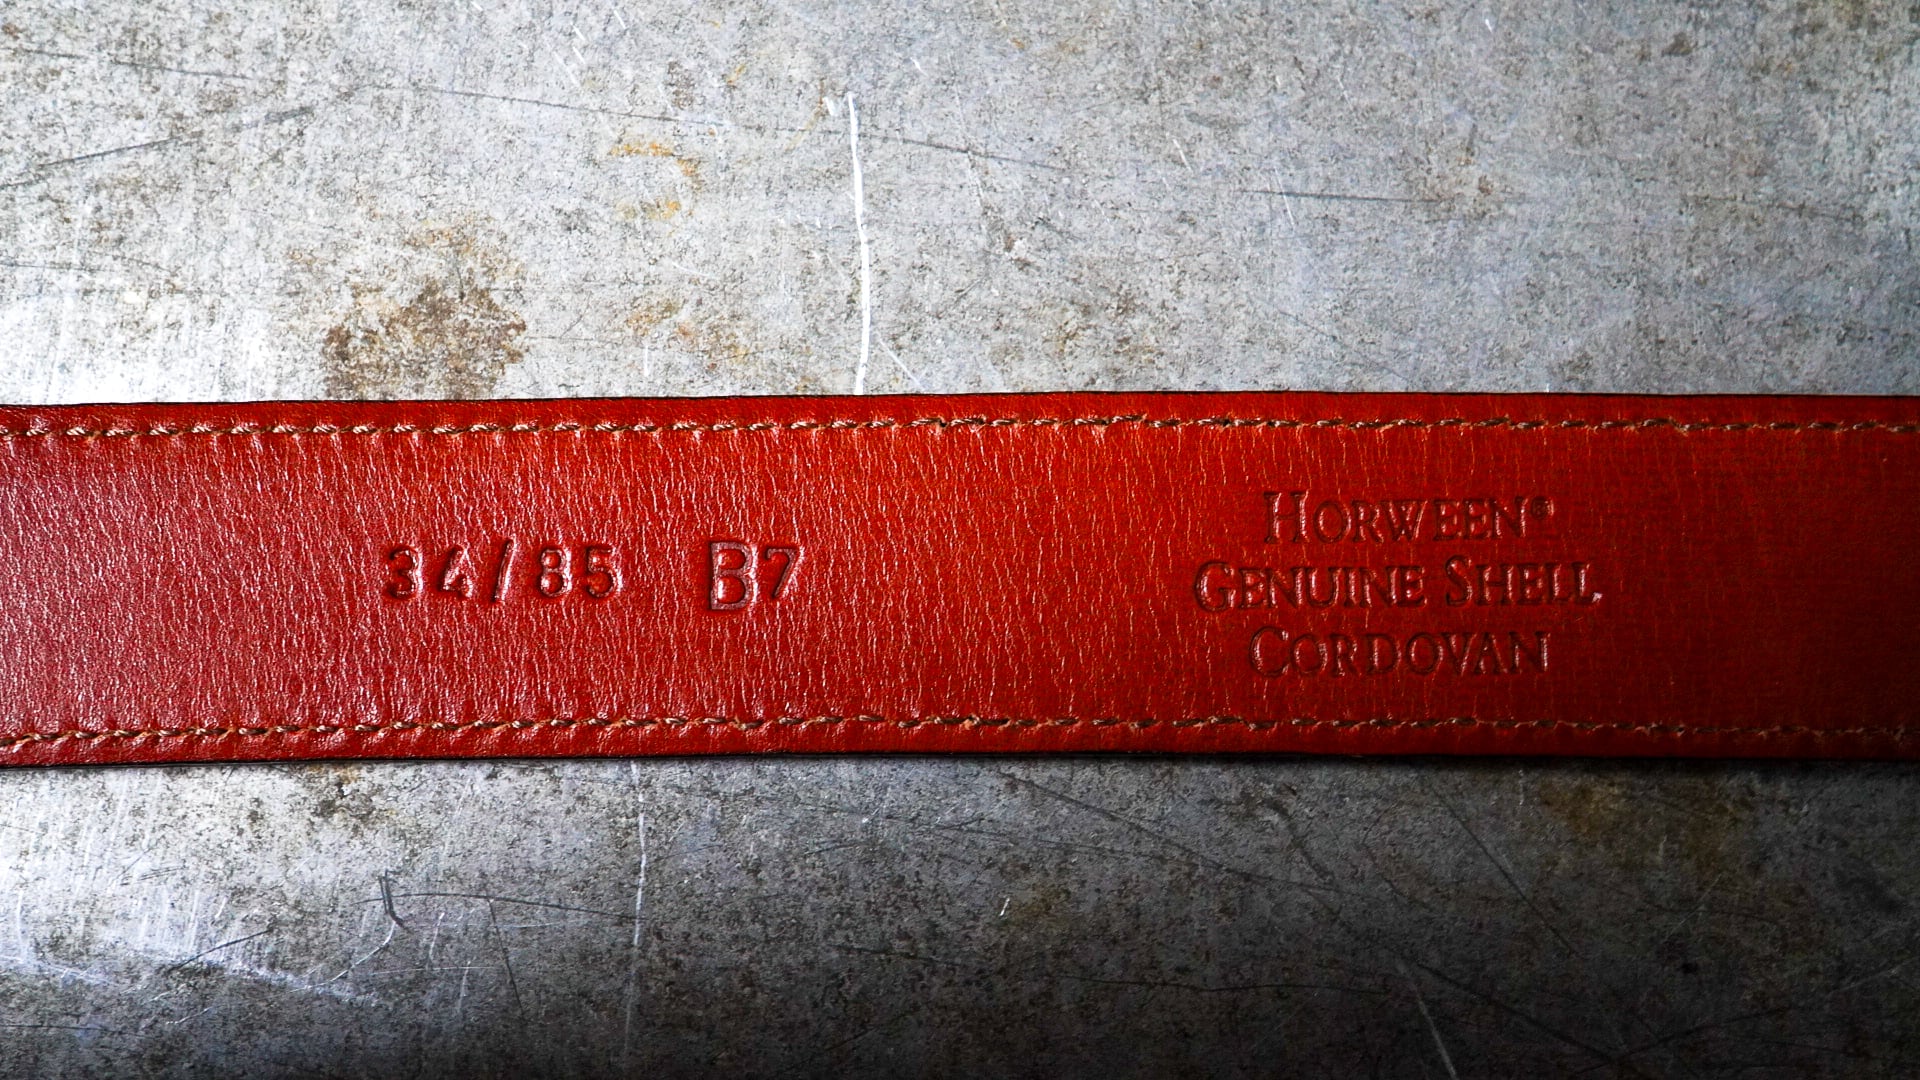 34/85 B7
HORWEEN®
GENUINE SHELL
CORDOVAN